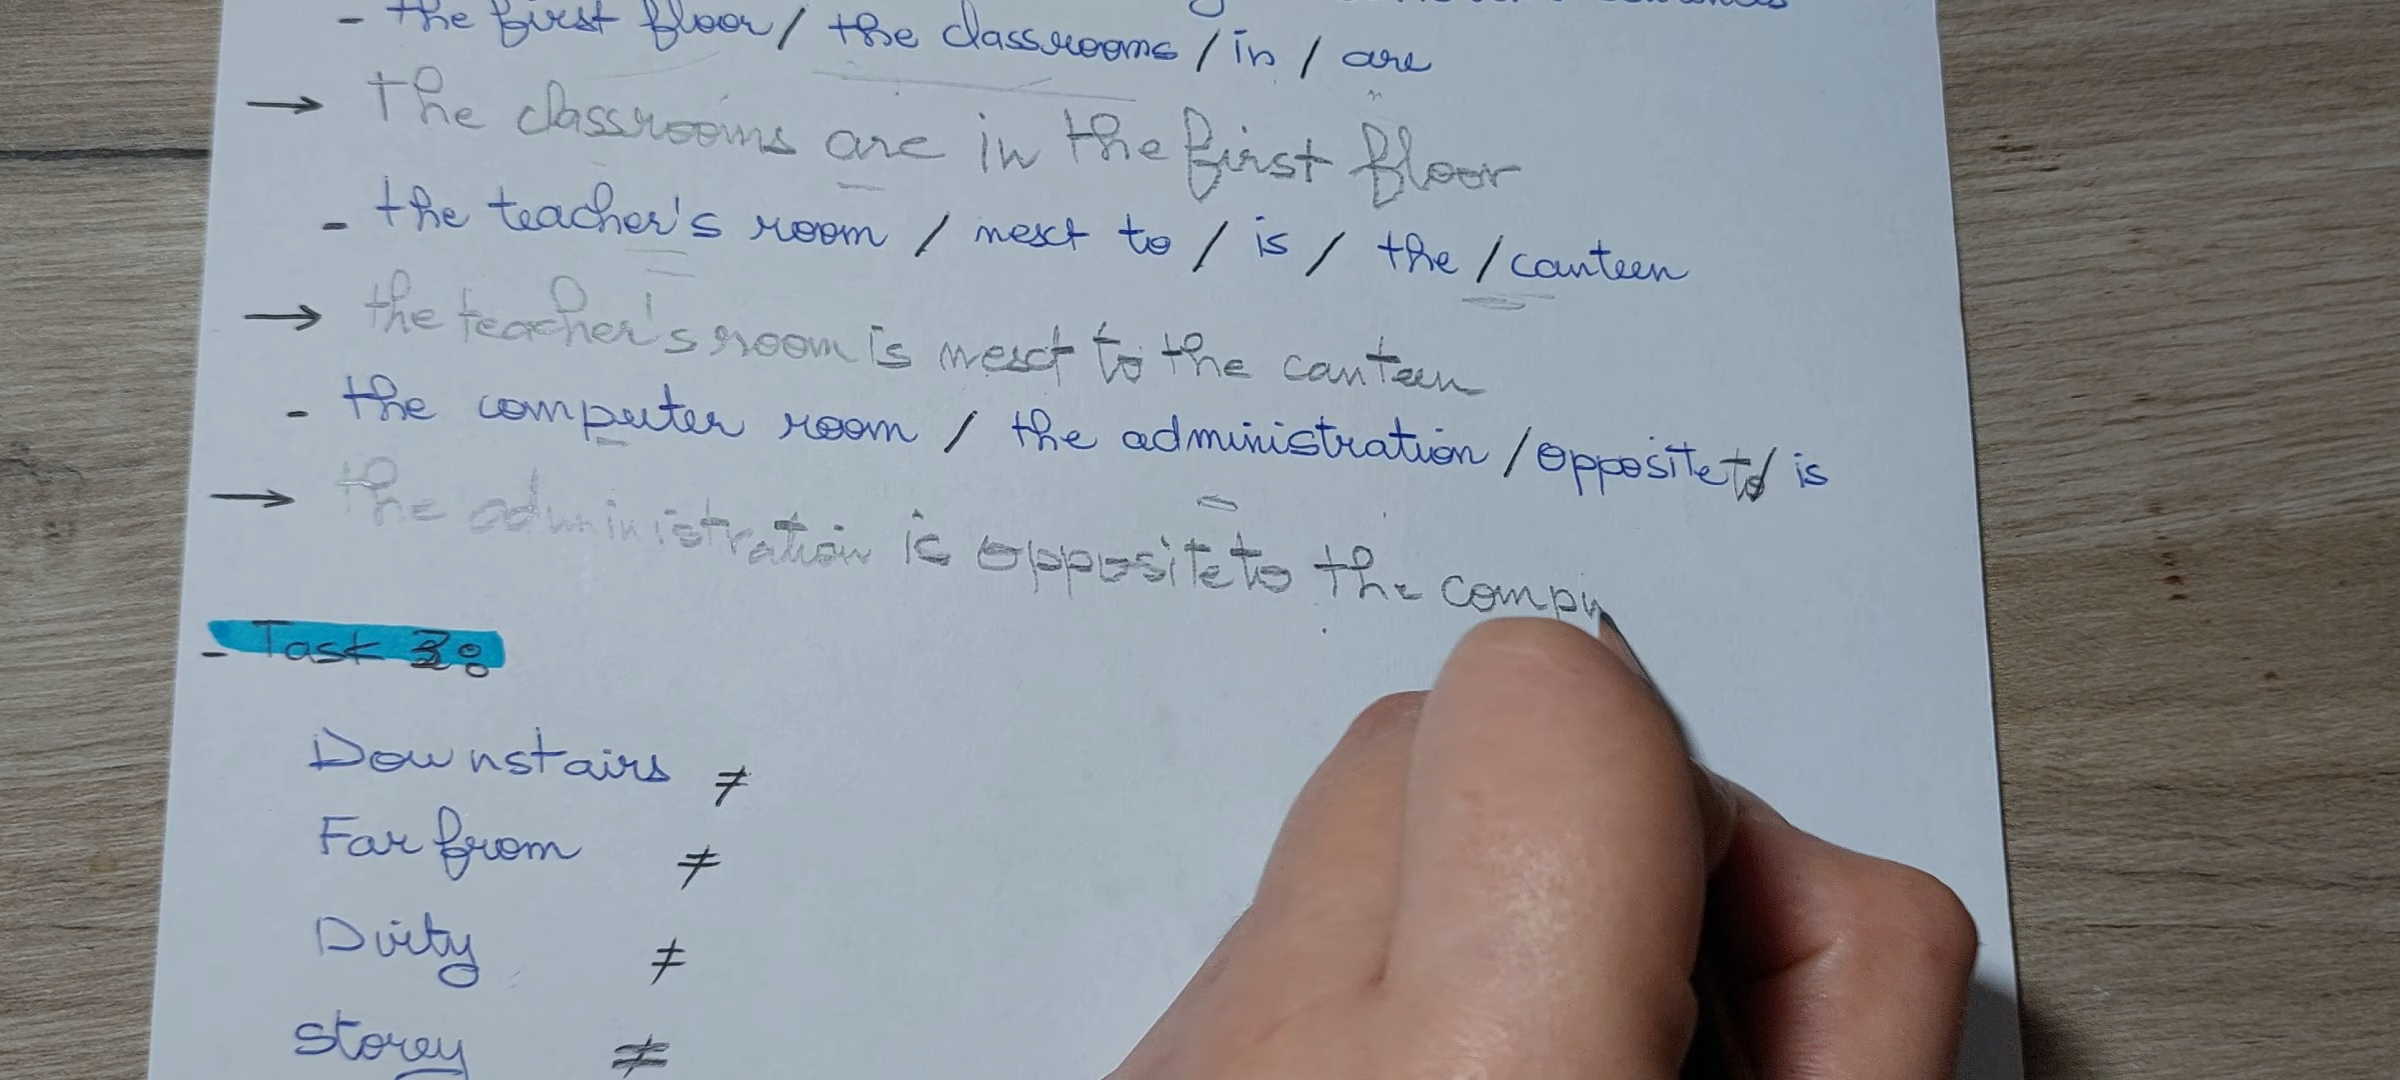 - the first floor / the classrooms / in / are
→ The classrooms are in the first floor
- the teacher's room / next to / is / the / canteen
→ the teacher's room is next to the canteen
- the computer room / the administration / opposite to / is
→ the administration is opposite to the compu
- Task 3:
Downstairs ≠
Far from ≠
Dirty ≠
Storey ≠